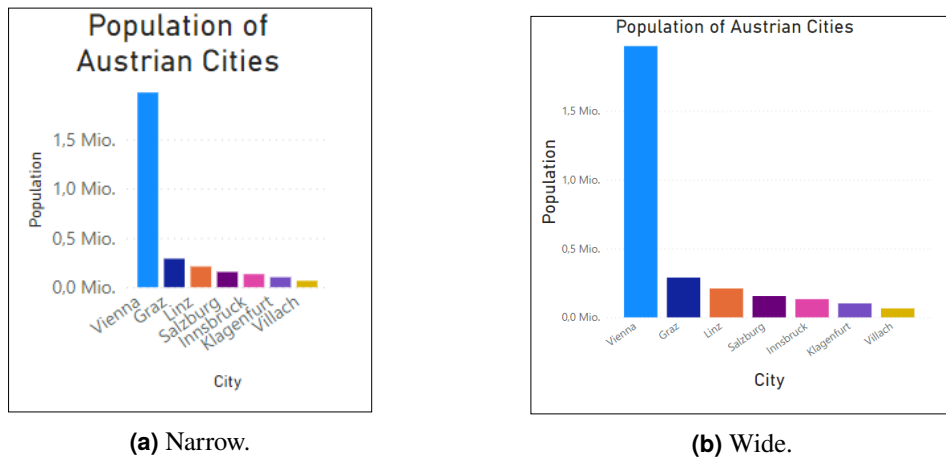 Population of
Austrian Cities
Population
1,5 Mio.
1,0 Mio.
0,5 Mio.
0,0 Mio.
Vienna
Graz
Linz
Salzburg
Innsbruck
Klagenfurt
Villach
City
(a) Narrow.
Population of Austrian Cities
Population
1,5 Mio.
1,0 Mio.
0,5 Mio.
0,0 Mio.
Vienna
Graz
Linz
Salzburg
Innsbruck
Klagenfurt
Villach
City
(b) Wide.